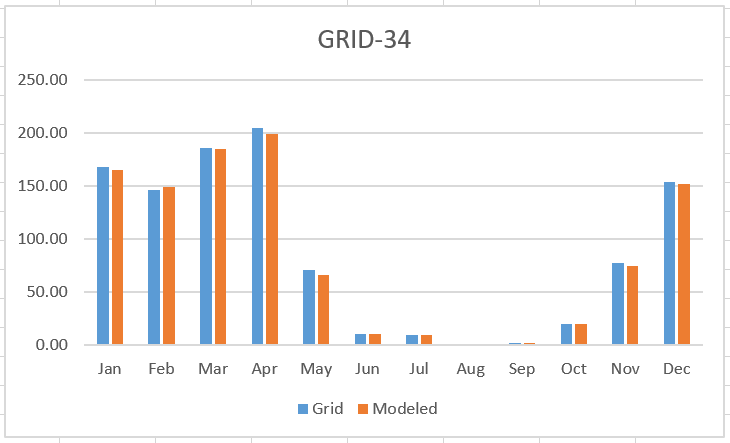 GRID-34
250.00
200.00
150.00
100.00
50.00
0.00
Jan Feb Mar Apr May Jun Jul Aug Sep Oct Nov Dec
Grid Modeled